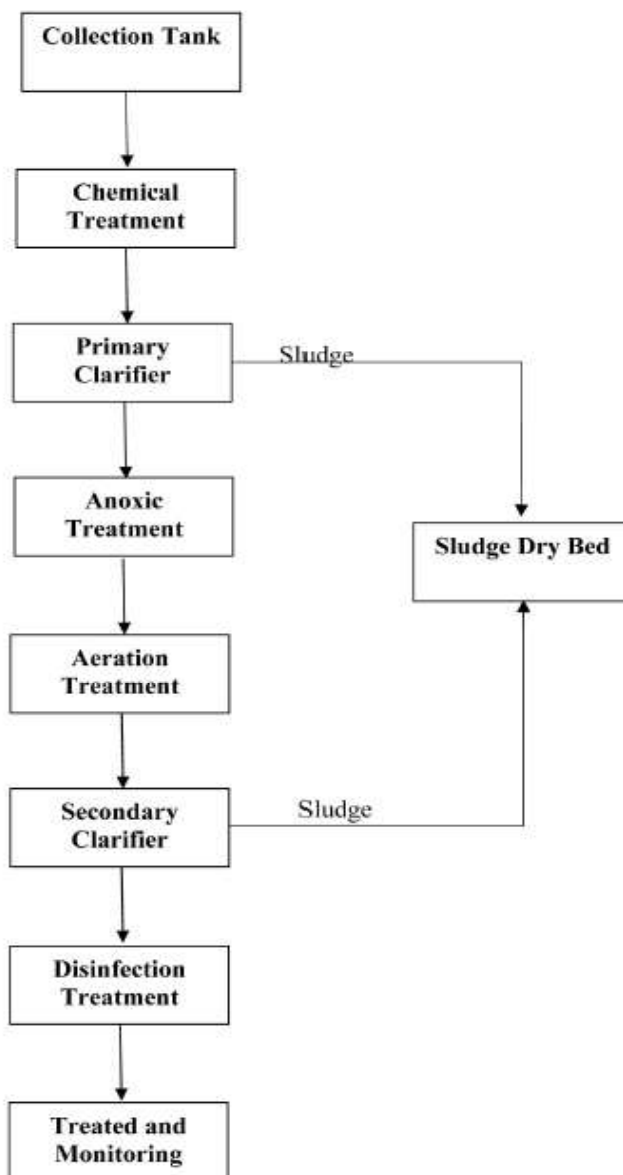 Collection Tank
Chemical
Treatment
Primary
Clarifier
Sludge
Anoxic
Treatment
Sludge Dry Bed
Aeration
Treatment
Secondary
Clarifier
Sludge
Disinfection
Treatment
Treated and
Monitoring